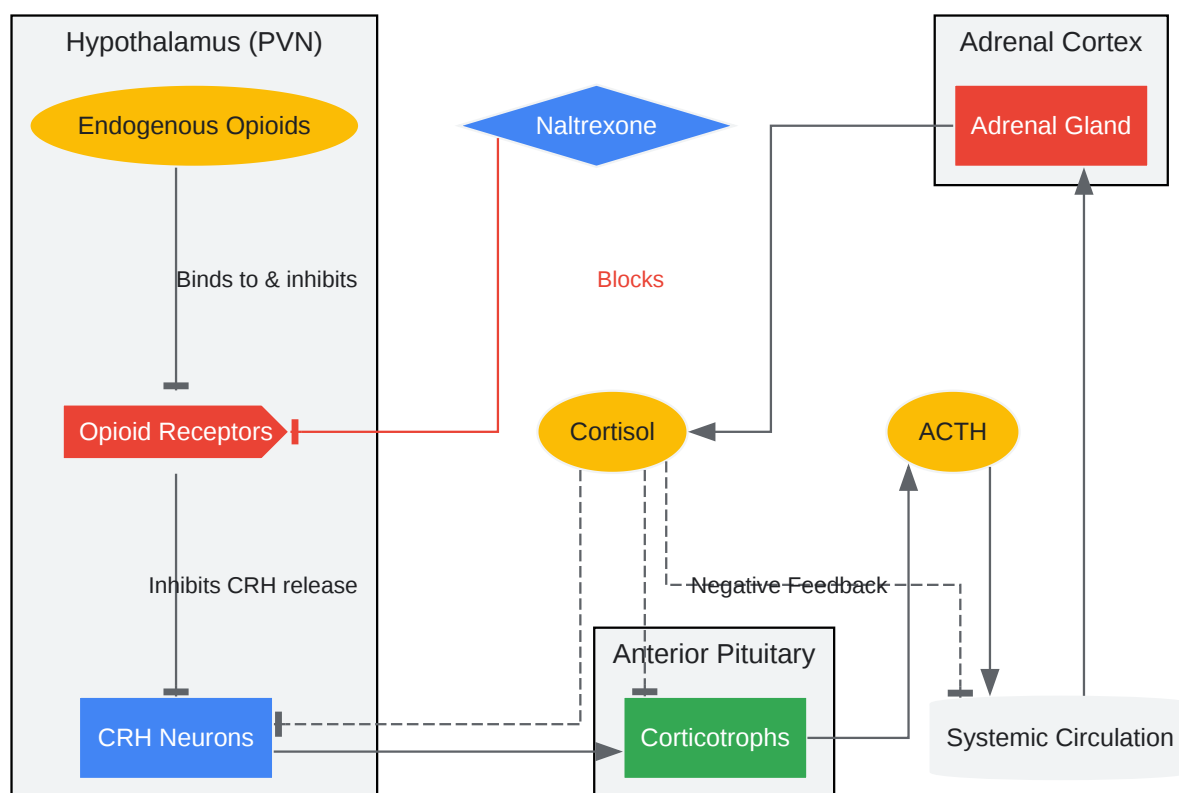 Hypothalamus (PVN)
Adrenal Cortex
Endogenous Opioids
Naltrexone
Adrenal Gland
Binds to & inhibits
Blocks
Opioid Receptors
Cortisol
ACTH
Inhibits CRH release
Negative Feedback
Anterior Pituitary
CRH Neurons
Corticotrophs
Systemic Circulation